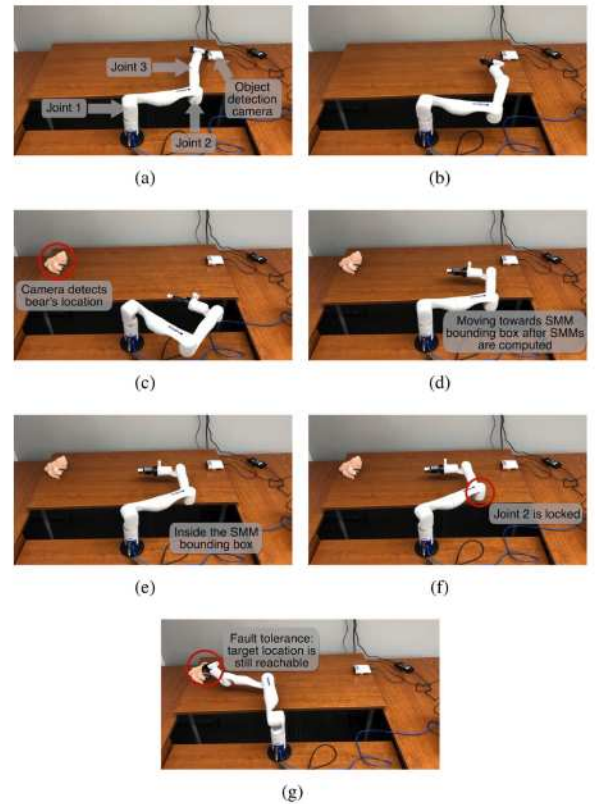 Joint 3
Joint 1
Object
detection
camera
Joint 2
(a)
(b)
Camera detects
bear's location
(c)
Moving towards SMM
bounding box after SMMs
are computed
(d)
Inside the SMM
bounding box
(e)
Joint 2 is locked
(f)
Fault tolerance:
target location is
still reachable
(g)